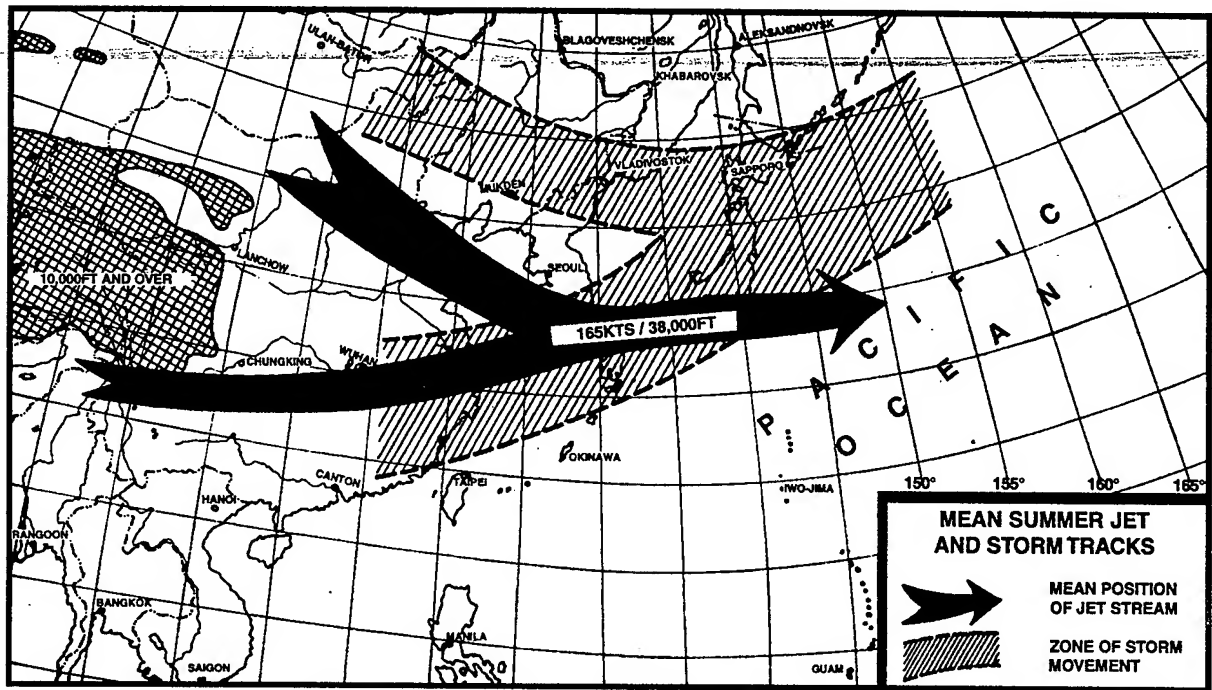 ULAN-BATOR
BLAGOVESHCHENSK
ALEKSANDNOVSK
KHABAROVSK
VLADIVOSTOK
SAPPORO
MUKDEN
LANCHOW
10,000FT AND OVER
SEOUL
165KTS / 38,000FT
CHUNGKING
WUHAN
PACIFIC
OCEAN
OKINAWA
CANTON
TAIPEI
HANOI
IWO-JIMA
150° 155° 160° 165°
RANGOON
BANGKOK
MANILA
SAIGON
GUAM
MEAN SUMMER JET
AND STORM TRACKS
MEAN POSITION
OF JET STREAM
ZONE OF STORM
MOVEMENT